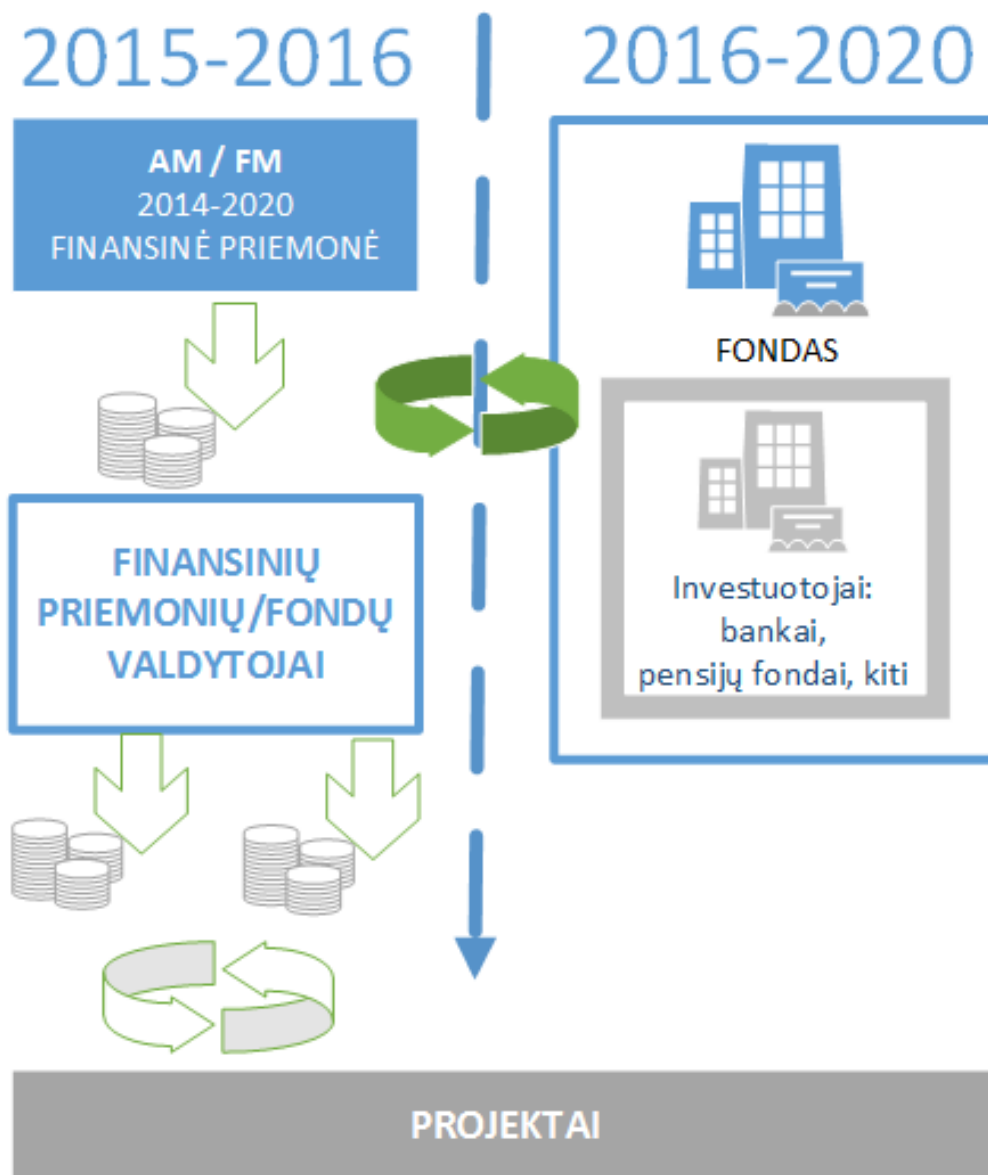 2015-2016
AM / FM
2014-2020
FINANSINĖ PRIEMONĖ
FINANSINIŲ
PRIEMONIŲ/FONDŲ
VALDYTOJAI
2016-2020
FONDAS
Investuotojai:
bankai,
pensijų fondai, kiti
PROJEKTAI